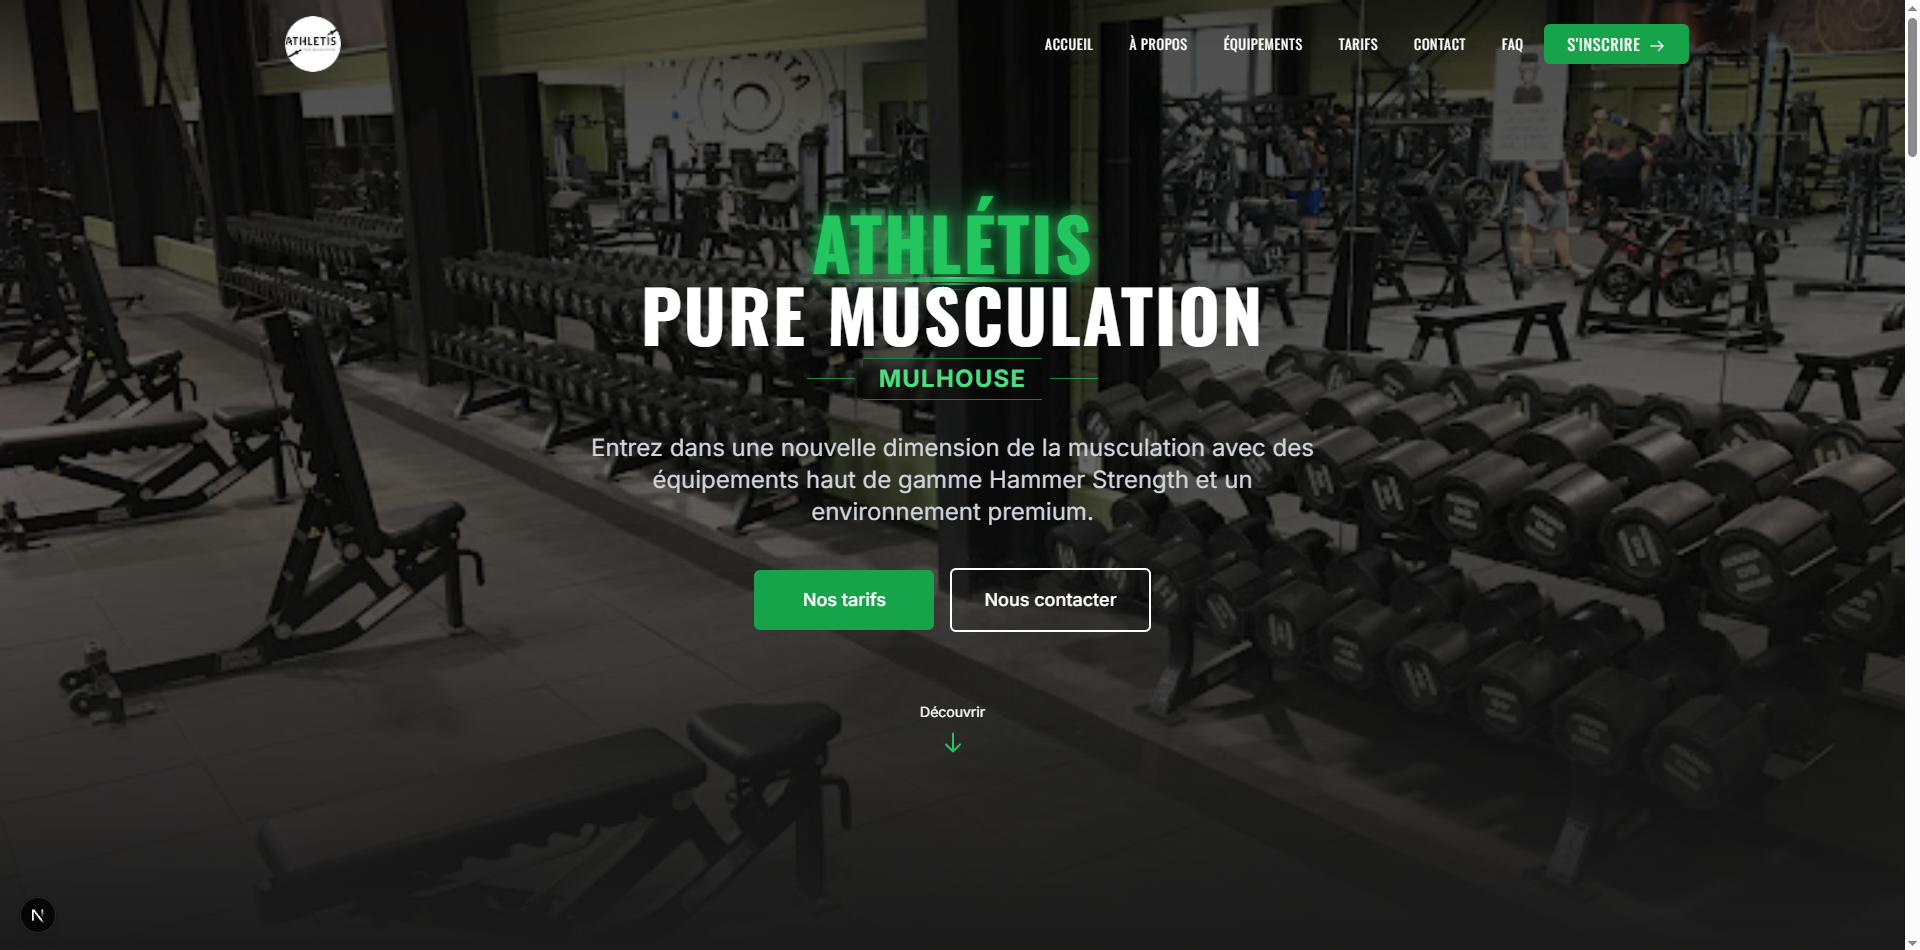 ATHLETIS
ACCUEIL
À PROPOS
ÉQUIPEMENTS
TARIFS
CONTACT
FAQ
S'INSCRIRE →
ATHLÉTIS
PURE MUSCULATION
MULHOUSE
Entrez dans une nouvelle dimension de la musculation avec des
équipements haut de gamme Hammer Strength et un
environnement premium.
Nos tarifs
Nous contacter
Découvrir
N